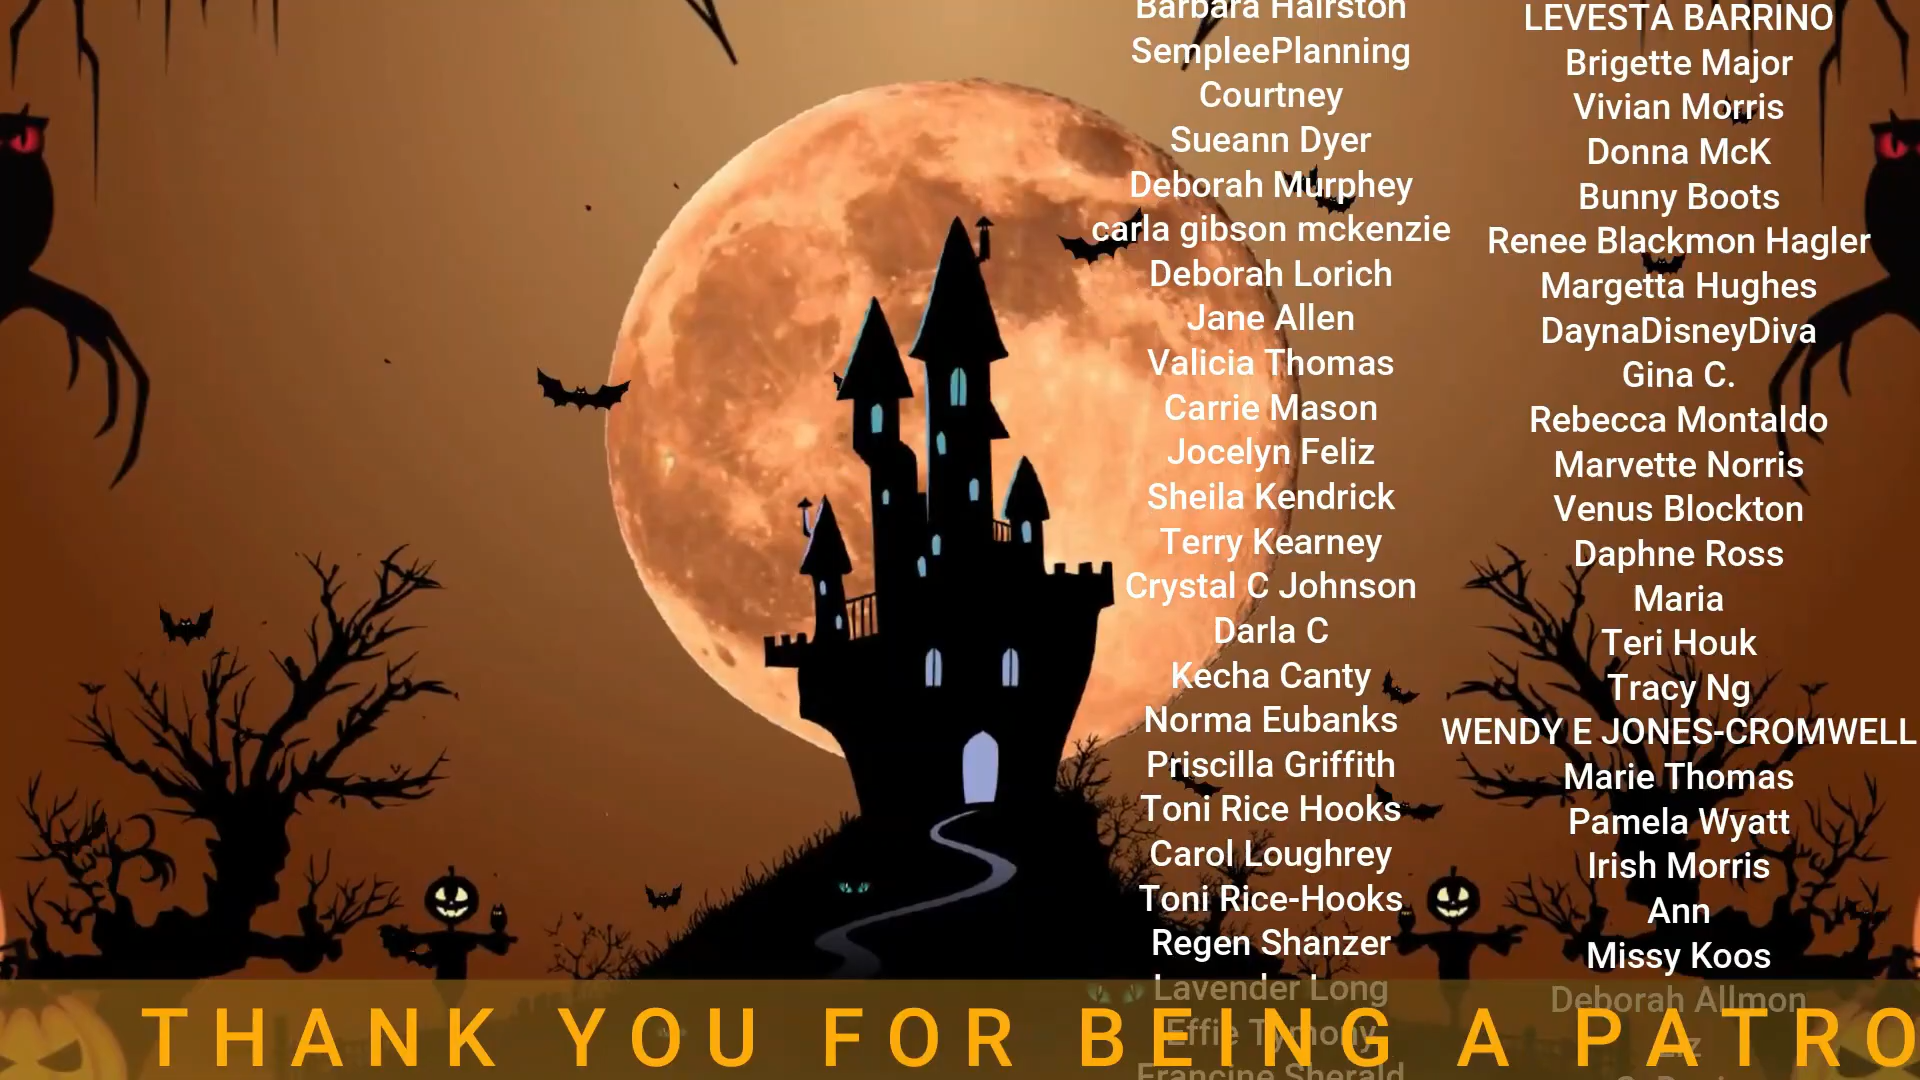 Barbara Hairston
SempleePlanning
Courtney
Sueann Dyer
Deborah Murphey
carla gibson mckenzie
Deborah Lorich
Jane Allen
Valicia Thomas
Carrie Mason
Jocelyn Feliz
Sheila Kendrick
Terry Kearney
Crystal C Johnson
Darla C
Kecha Canty
Norma Eubanks
Priscilla Griffith
Toni Rice Hooks
Carol Loughrey
Toni Rice-Hooks
Regen Shanzer
Lavender Long
Effie Tymony
Francine Sherald
LEVESTA BARRINO
Brigette Major
Vivian Morris
Donna McK
Bunny Boots
Renee Blackmon Hagler
Margetta Hughes
DaynaDisneyDiva
Gina C.
Rebecca Montaldo
Marvette Norris
Venus Blockton
Daphne Ross
Maria
Teri Houk
Tracy Ng
WENDY E JONES-CROMWELL
Marie Thomas
Pamela Wyatt
Irish Morris
Ann
Missy Koos
Deborah Allmon
Liz
THANK YOU FOR BEING A PATRO